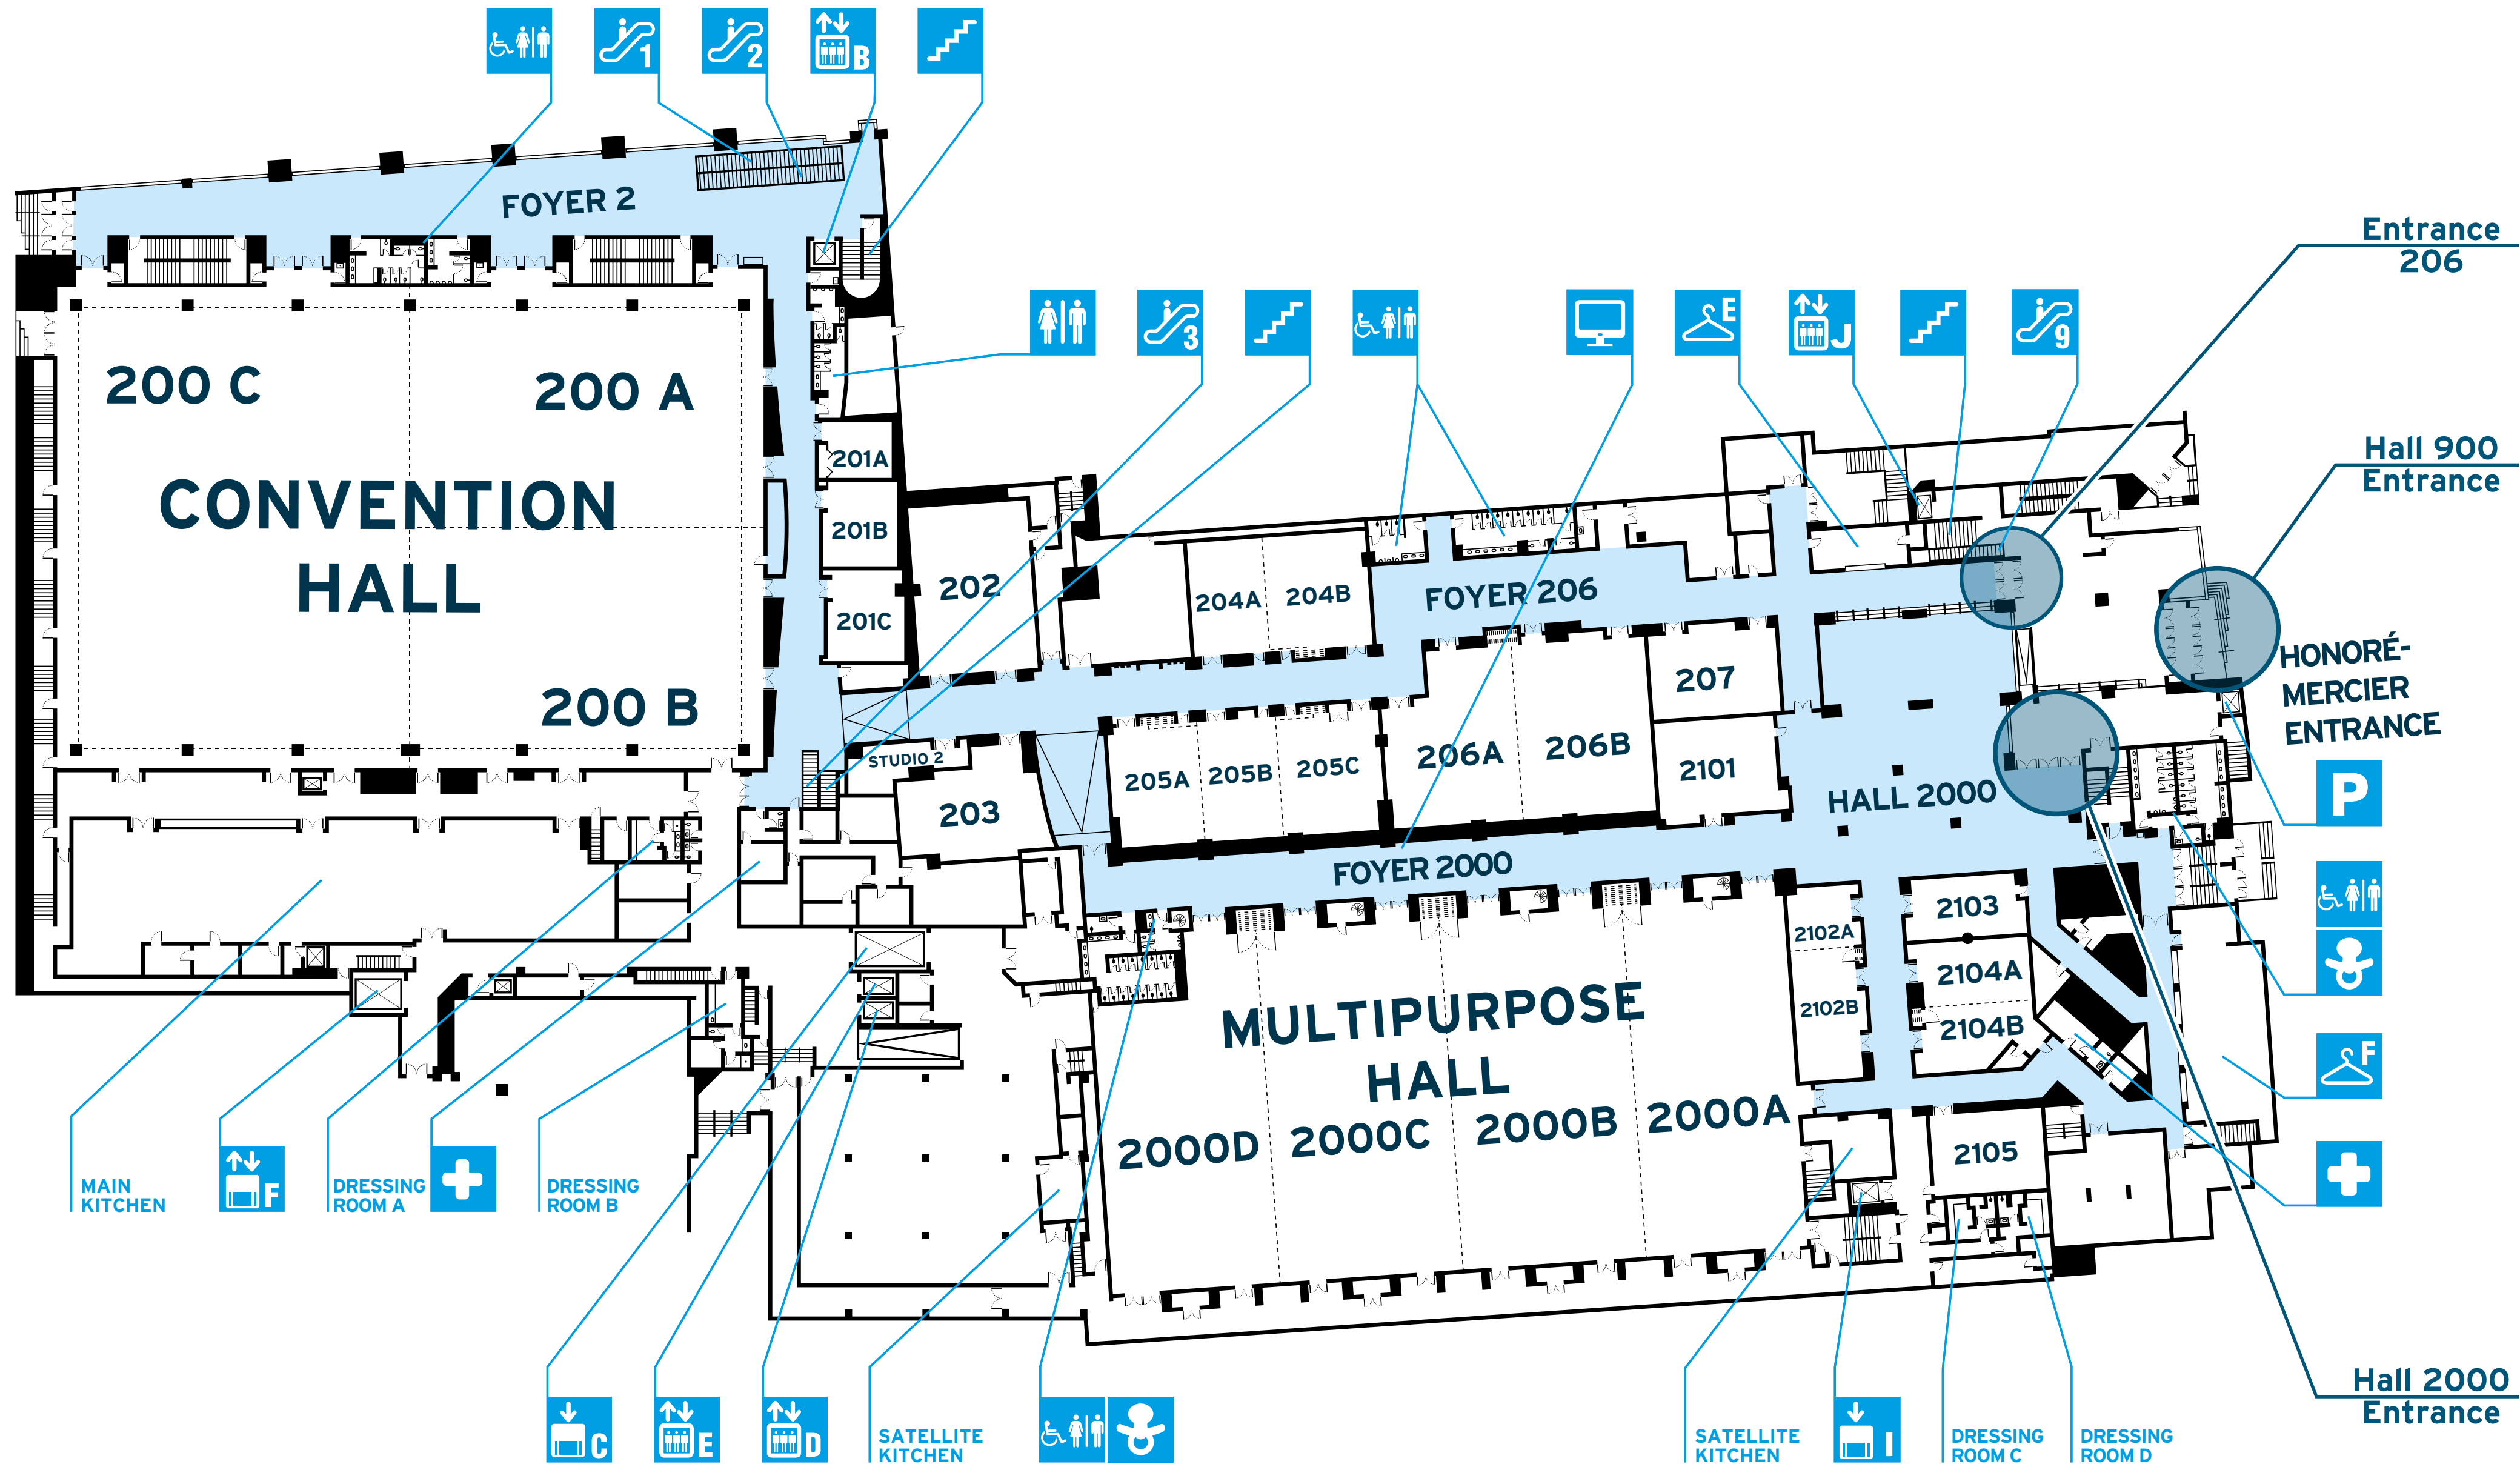 1
2
B
FOYER 2
Entrance
206
3
E
J
9
200 C
200 A
CONVENTION
HALL
200 B
201A
201B
201C
202
204A
204B
FOYER 206
Hall 900
Entrance
HONORÉ-
MERCIER
ENTRANCE
STUDIO 2
203
205A
205B
205C
206A
206B
207
2101
HALL 2000
P
FOYER 2000
2102A
2102B
2103
2104A
2104B
2105
F
MULTIPURPOSE
HALL
2000D
2000C
2000B
2000A
MAIN
KITCHEN
F
DRESSING
ROOM A
DRESSING
ROOM B
C
E
D
SATELLITE
KITCHEN
SATELLITE
KITCHEN
I
DRESSING
ROOM C
DRESSING
ROOM D
Hall 2000
Entrance